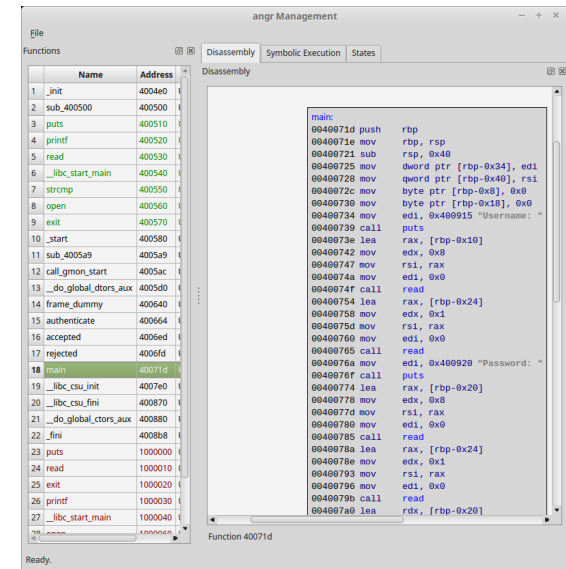 angr Management
File
Functions
Disassembly Symbolic Execution States
Name Address
1 _init 4004e0
2 sub_400500 400500
3 puts 400510
4 printf 400520
5 read 400530
6 __libc_start_main 400540
7 strcmp 400550
8 open 400560
9 exit 400570
10 _start 400580
11 sub_4005a9 4005a9
12 call_gmon_start 4005ac
13 __do_global_dtors_aux 4005d0
14 frame_dummy 400640
15 authenticate 400664
16 accepted 4006ed
17 rejected 4006fd
18 main 40071d
19 __libc_csu_init 4007e0
20 __libc_csu_fini 400870
21 __do_global_ctors_aux 400880
22 _fini 4008b8
23 puts 1000000
24 read 1000010
25 exit 1000020
26 printf 1000030
27 __libc_start_main 1000040
Disassembly
main:
0040071d push rbp
0040071e mov rbp, rsp
00400721 sub rsp, 0x40
00400725 mov dword ptr [rbp-0x34], edi
00400728 mov qword ptr [rbp-0x40], rsi
0040072c mov byte ptr [rbp-0x8], 0x0
00400730 mov byte ptr [rbp-0x18], 0x0
00400734 mov edi, 0x400915 "Username: "
00400739 call puts
0040073e lea rax, [rbp-0x10]
00400742 mov edx, 0x8
00400747 mov rsi, rax
0040074a mov edi, 0x0
0040074f call read
00400754 lea rax, [rbp-0x24]
00400758 mov edx, 0x1
0040075d mov rsi, rax
00400760 mov edi, 0x0
00400765 call read
0040076a mov edi, 0x400920 "Password: "
0040076f call puts
00400774 lea rax, [rbp-0x20]
00400778 mov edx, 0x8
0040077d mov rsi, rax
00400780 mov edi, 0x0
00400785 call read
0040078a lea rax, [rbp-0x24]
0040078e mov edx, 0x1
00400793 mov rsi, rax
00400796 mov edi, 0x0
0040079b call read
004007a0 lea rdx, [rbp-0x20]
Function 40071d
Ready.